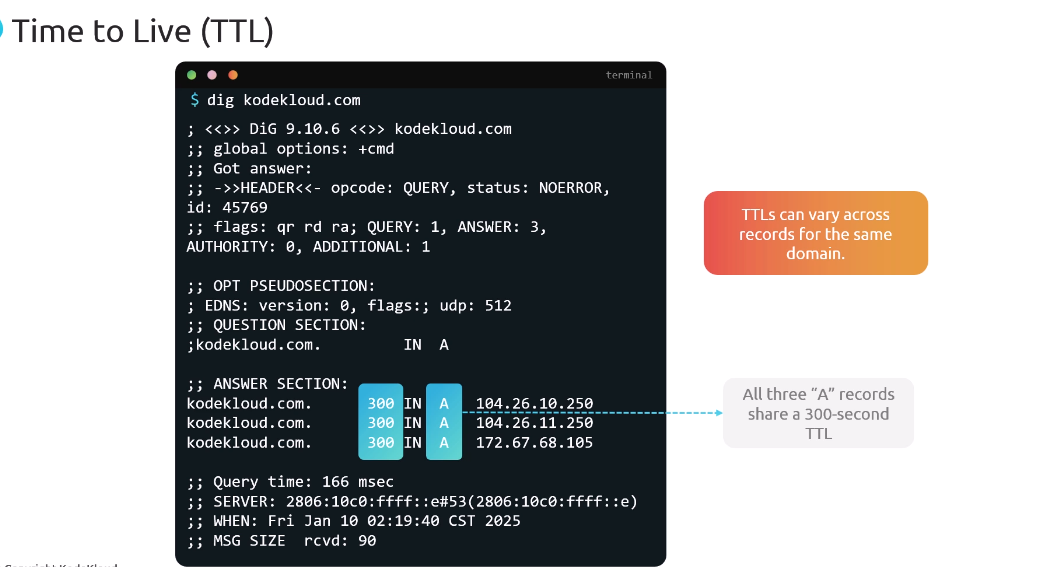 Time to Live (TTL)
terminal
$ dig kodekloud.com
; <<>> DiG 9.10.6 <<>> kodekloud.com
;; global options: +cmd
;; Got answer:
;; ->>HEADER<<- opcode: QUERY, status: NOERROR,
id: 45769
;; flags: qr rd ra; QUERY: 1, ANSWER: 3,
AUTHORITY: 0, ADDITIONAL: 1
;; OPT PSEUDOSECTION:
; EDNS: version: 0, flags:; udp: 512
;; QUESTION SECTION:
;kodekloud.com. IN A
;; ANSWER SECTION:
kodekloud.com. 300 IN A 104.26.10.250
kodekloud.com. 300 IN A 104.26.11.250
kodekloud.com. 300 IN A 172.67.68.105
;; Query time: 166 msec
;; SERVER: 2806:10c0:ffff::e#53(2806:10c0:ffff::e)
;; WHEN: Fri Jan 10 02:19:40 CST 2025
;; MSG SIZE rcvd: 90
TTLs can vary across
records for the same
domain.
All three “A” records
share a 300-second
TTL
Copyright KodeKloud